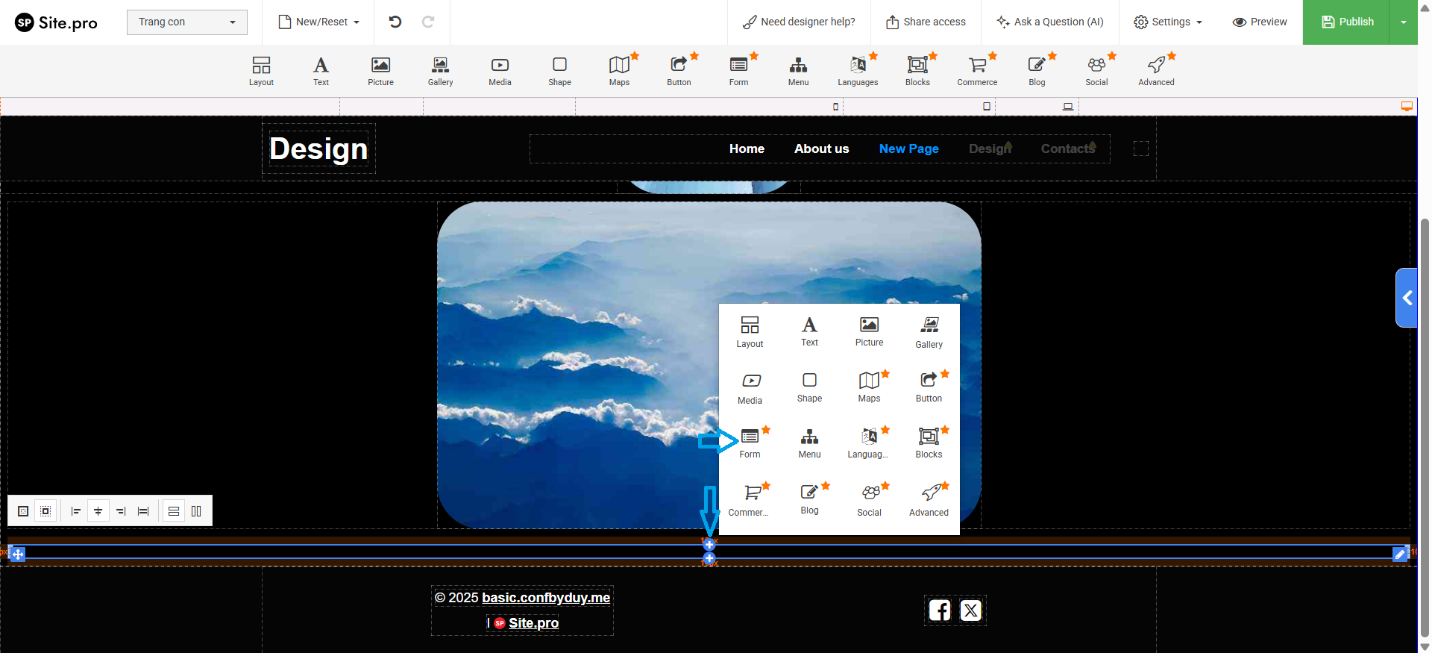 SP Site.pro
Trang con
New/Reset
Need designer help?
Share access
Ask a Question (AI)
Settings
Preview
Publish
Layout
Text
Picture
Gallery
Media
Shape
Maps
Button
Form
Menu
Languages
Blocks
Commerce
Blog
Social
Advanced
Design
Home
About us
New Page
Design
Contacts
Layout
Text
Picture
Gallery
Media
Shape
Maps
Button
Form
Menu
Languag...
Blocks
Commer...
Blog
Social
Advanced
© 2025 basic.confbyduy.me
| SP Site.pro